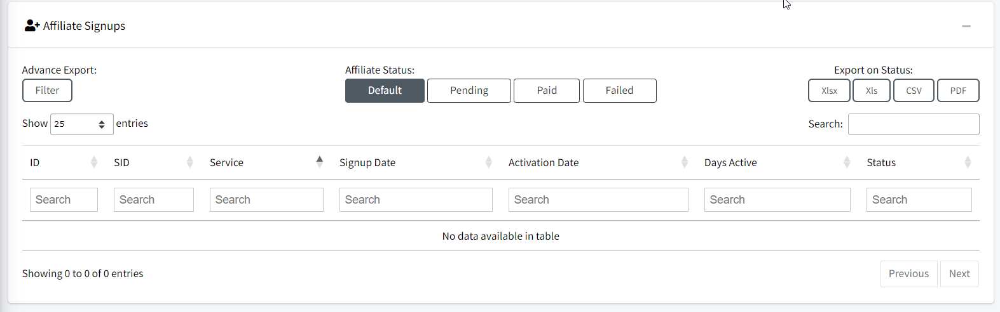 Affiliate Signups
Advance Export:
Filter
Affiliate Status:
Default Pending Paid Failed
Export on Status:
Xlsx Xls CSV PDF
Show 25 entries
Search:
ID SID Service Signup Date Activation Date Days Active Status
Search Search Search Search Search Search Search
No data available in table
Showing 0 to 0 of 0 entries
Previous Next